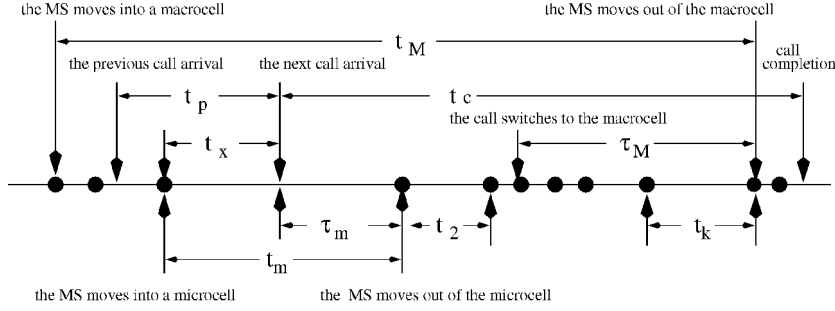 the MS moves into a macrocell
the MS moves out of the macrocell
t M
call
completion
the previous call arrival
the next call arrival
t p
t c
the call switches to the macrocell
t x
τ M
τ m
t 2
t k
t m
the MS moves into a microcell
the MS moves out of the microcell